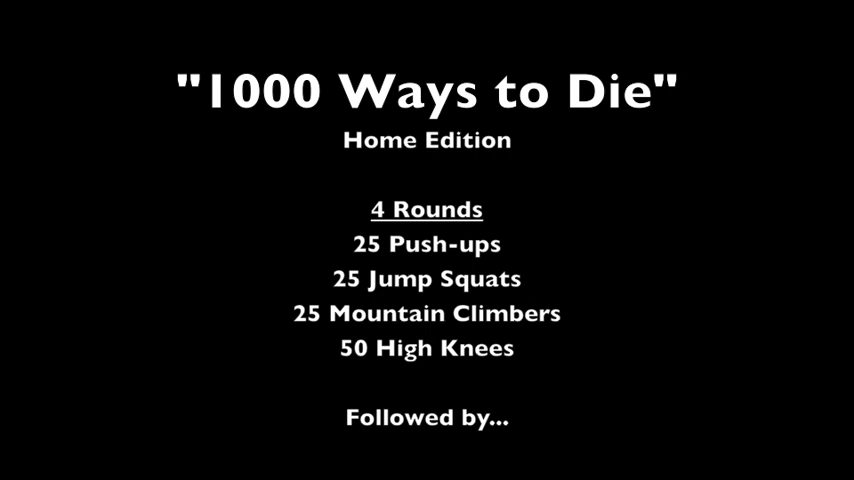 "1000 Ways to Die"
Home Edition
4 Rounds
25 Push-ups
25 Jump Squats
25 Mountain Climbers
50 High Knees
Followed by...